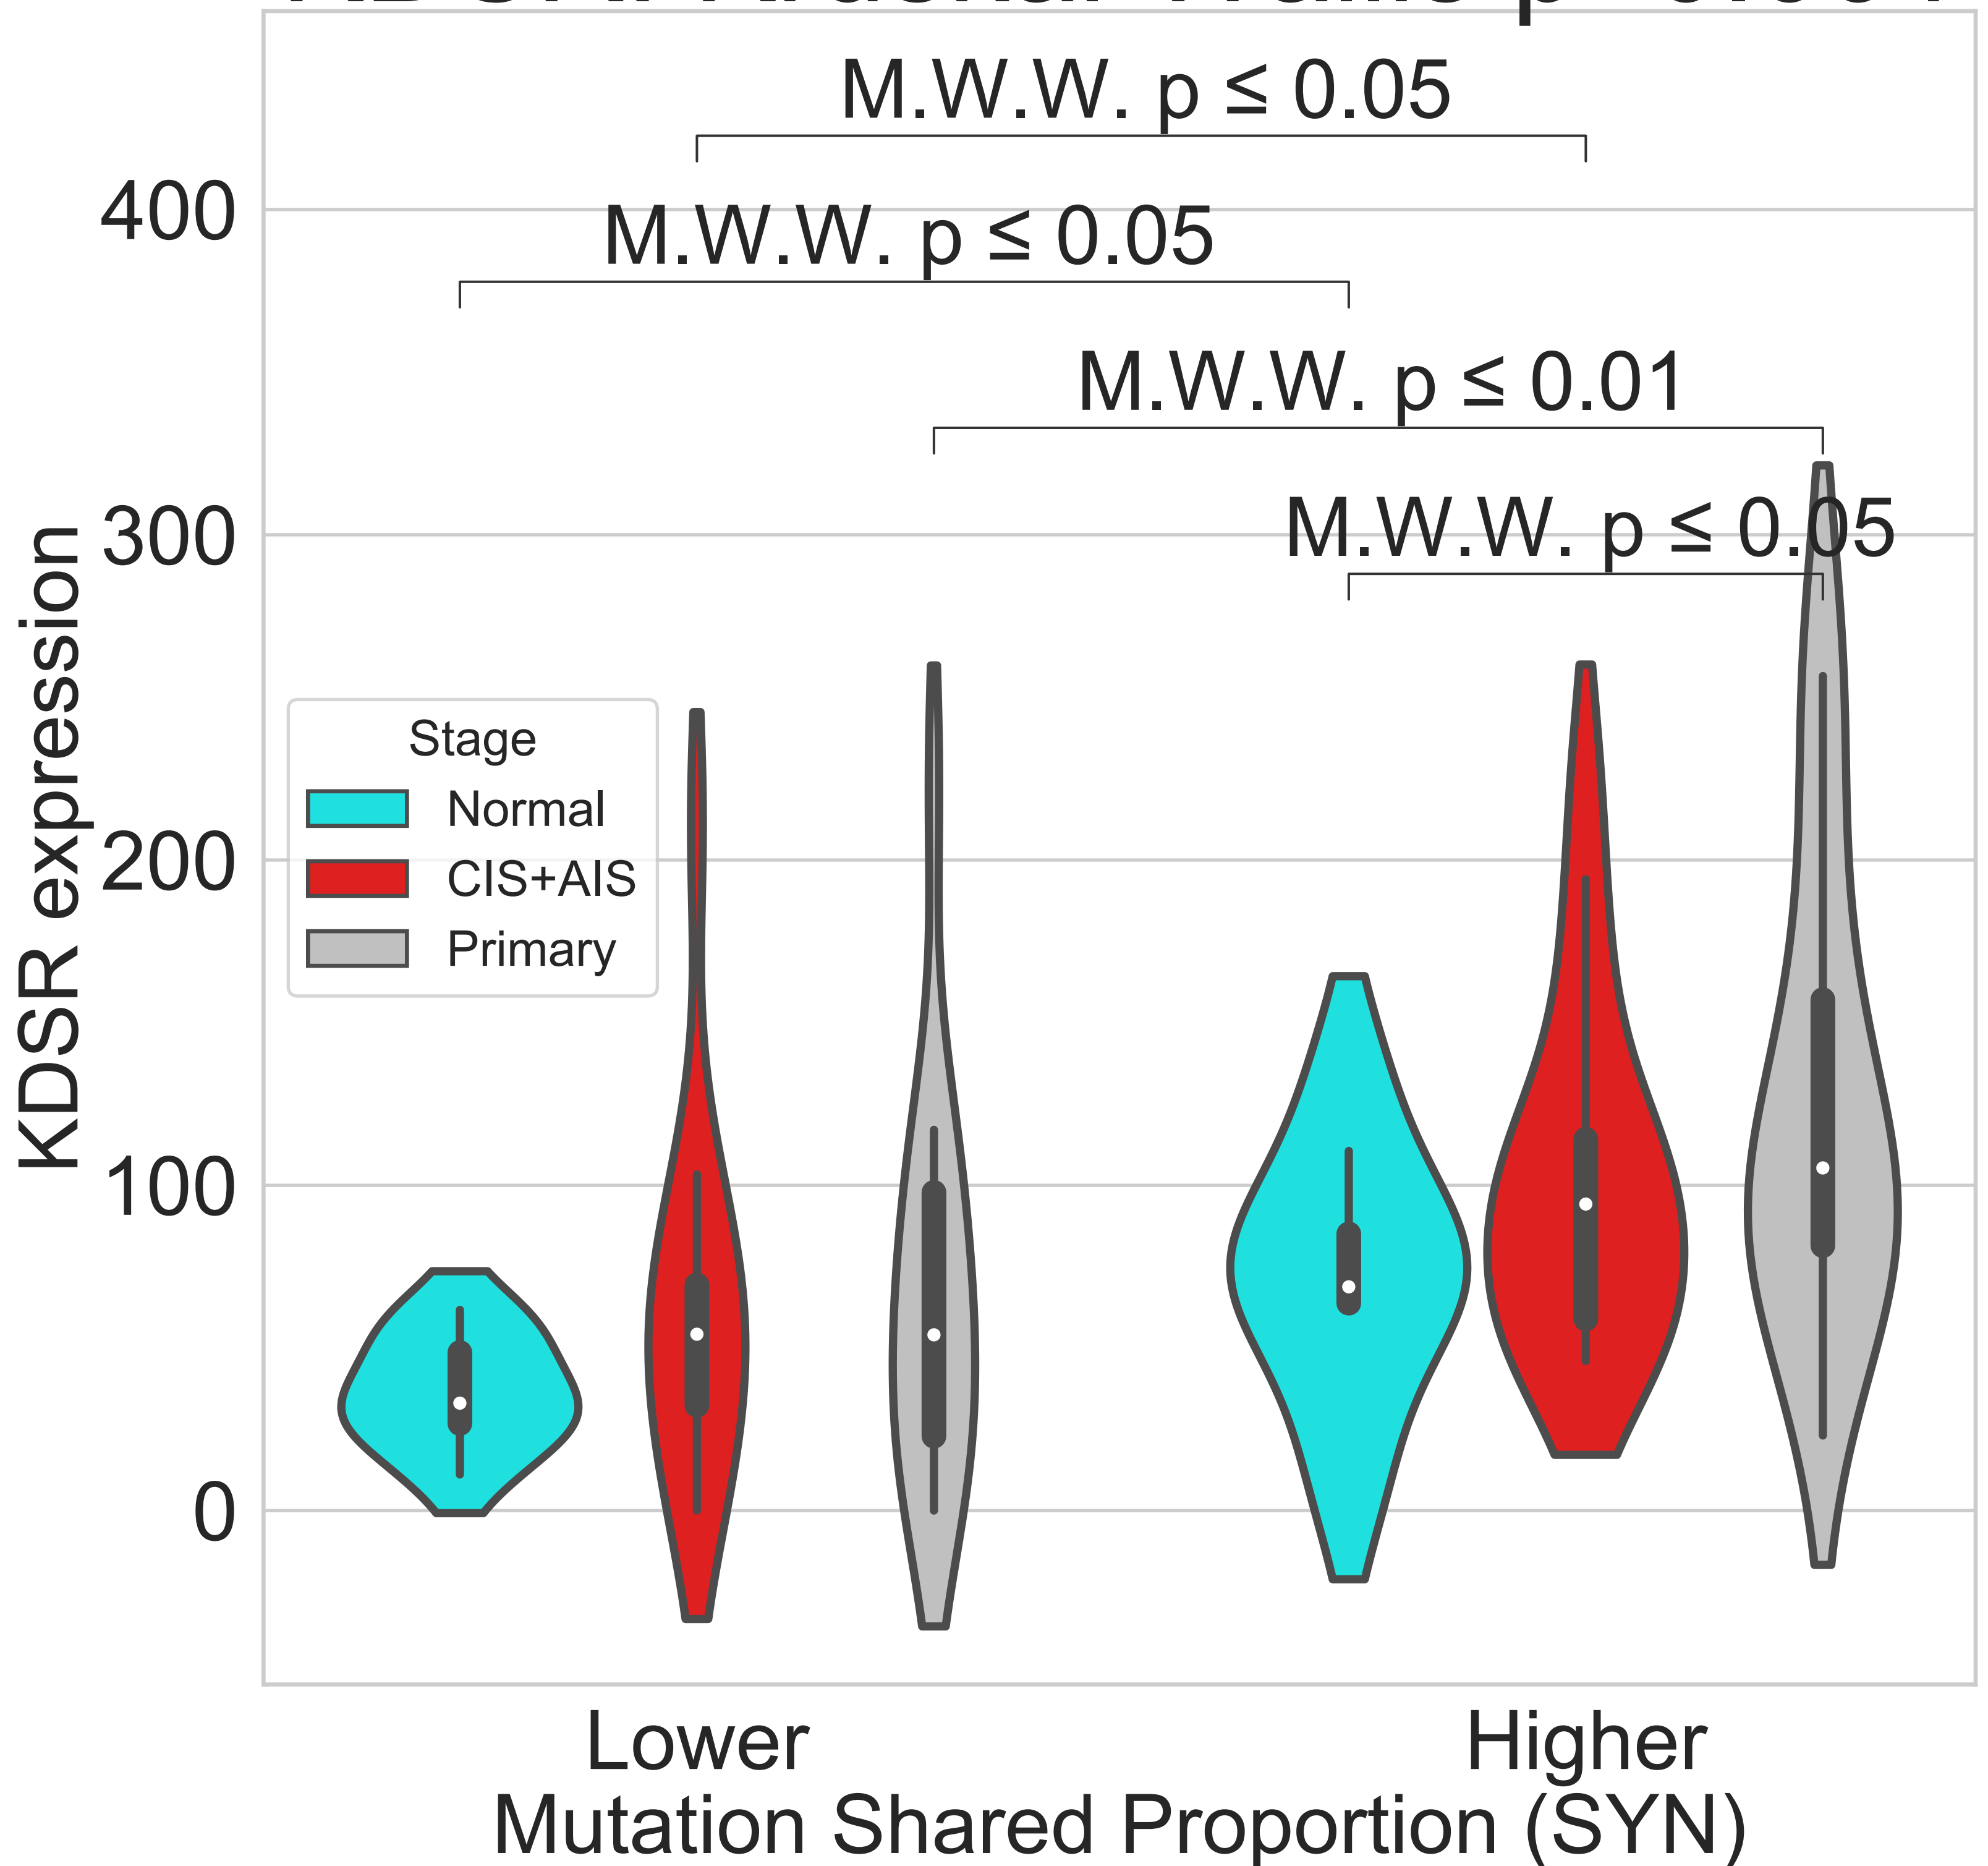 M.W.W. p ≤ 0.05
400
M.W.W. p ≤ 0.05
M.W.W. p ≤ 0.01
300
M.W.W. p ≤ 0.05
KDSR expression
Stage
Normal
CIS+AIS
Primary
200
100
0
Lower
Higher
Mutation Shared Proportion (SYN)